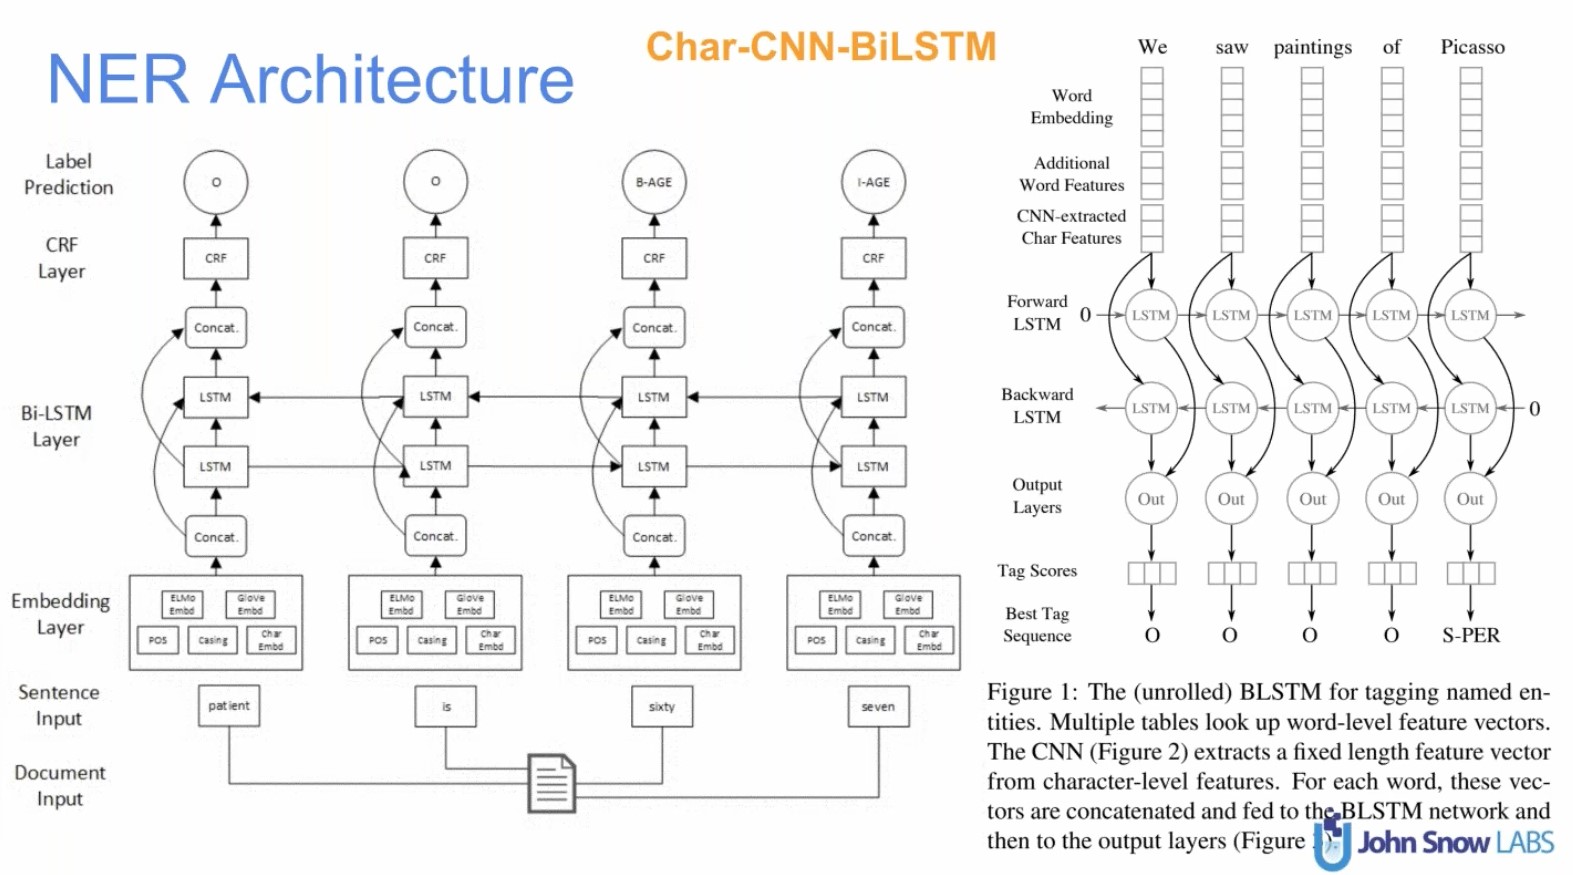 NER Architecture
Char-CNN-BiLSTM
Label
Prediction
O
O
B-AGE
I-AGE
CRF
Layer
CRF
CRF
CRF
CRF
Concat.
Concat.
Concat.
Concat.
Bi-LSTM
Layer
LSTM
LSTM
LSTM
LSTM
LSTM
LSTM
LSTM
LSTM
Concat.
Concat.
Concat.
Concat.
Embedding
Layer
ELMo
Embd
GloVe
Embd
POS
Casing
Char
Embd
ELMo
Embd
GloVe
Embd
POS
Casing
Char
Embd
ELMo
Embd
GloVe
Embd
POS
Casing
Char
Embd
ELMo
Embd
GloVe
Embd
POS
Casing
Char
Embd
Sentence
Input
patient
is
sixty
seven
Document
Input
We saw paintings of Picasso
Word
Embedding
Additional
Word Features
CNN-extracted
Char Features
Forward
LSTM
0
LSTM
LSTM
LSTM
LSTM
LSTM
Backward
LSTM
LSTM
LSTM
LSTM
LSTM
LSTM
0
Output
Layers
Out
Out
Out
Out
Out
Tag Scores
Best Tag
Sequence
O
O
O
O
S-PER
Figure 1: The (unrolled) BLSTM for tagging named en-
tities. Multiple tables look up word-level feature vectors.
The CNN (Figure 2) extracts a fixed length feature vector
from character-level features. For each word, these vec-
tors are concatenated and fed to the BLSTM network and
then to the output layers (Figure
John Snow LABS